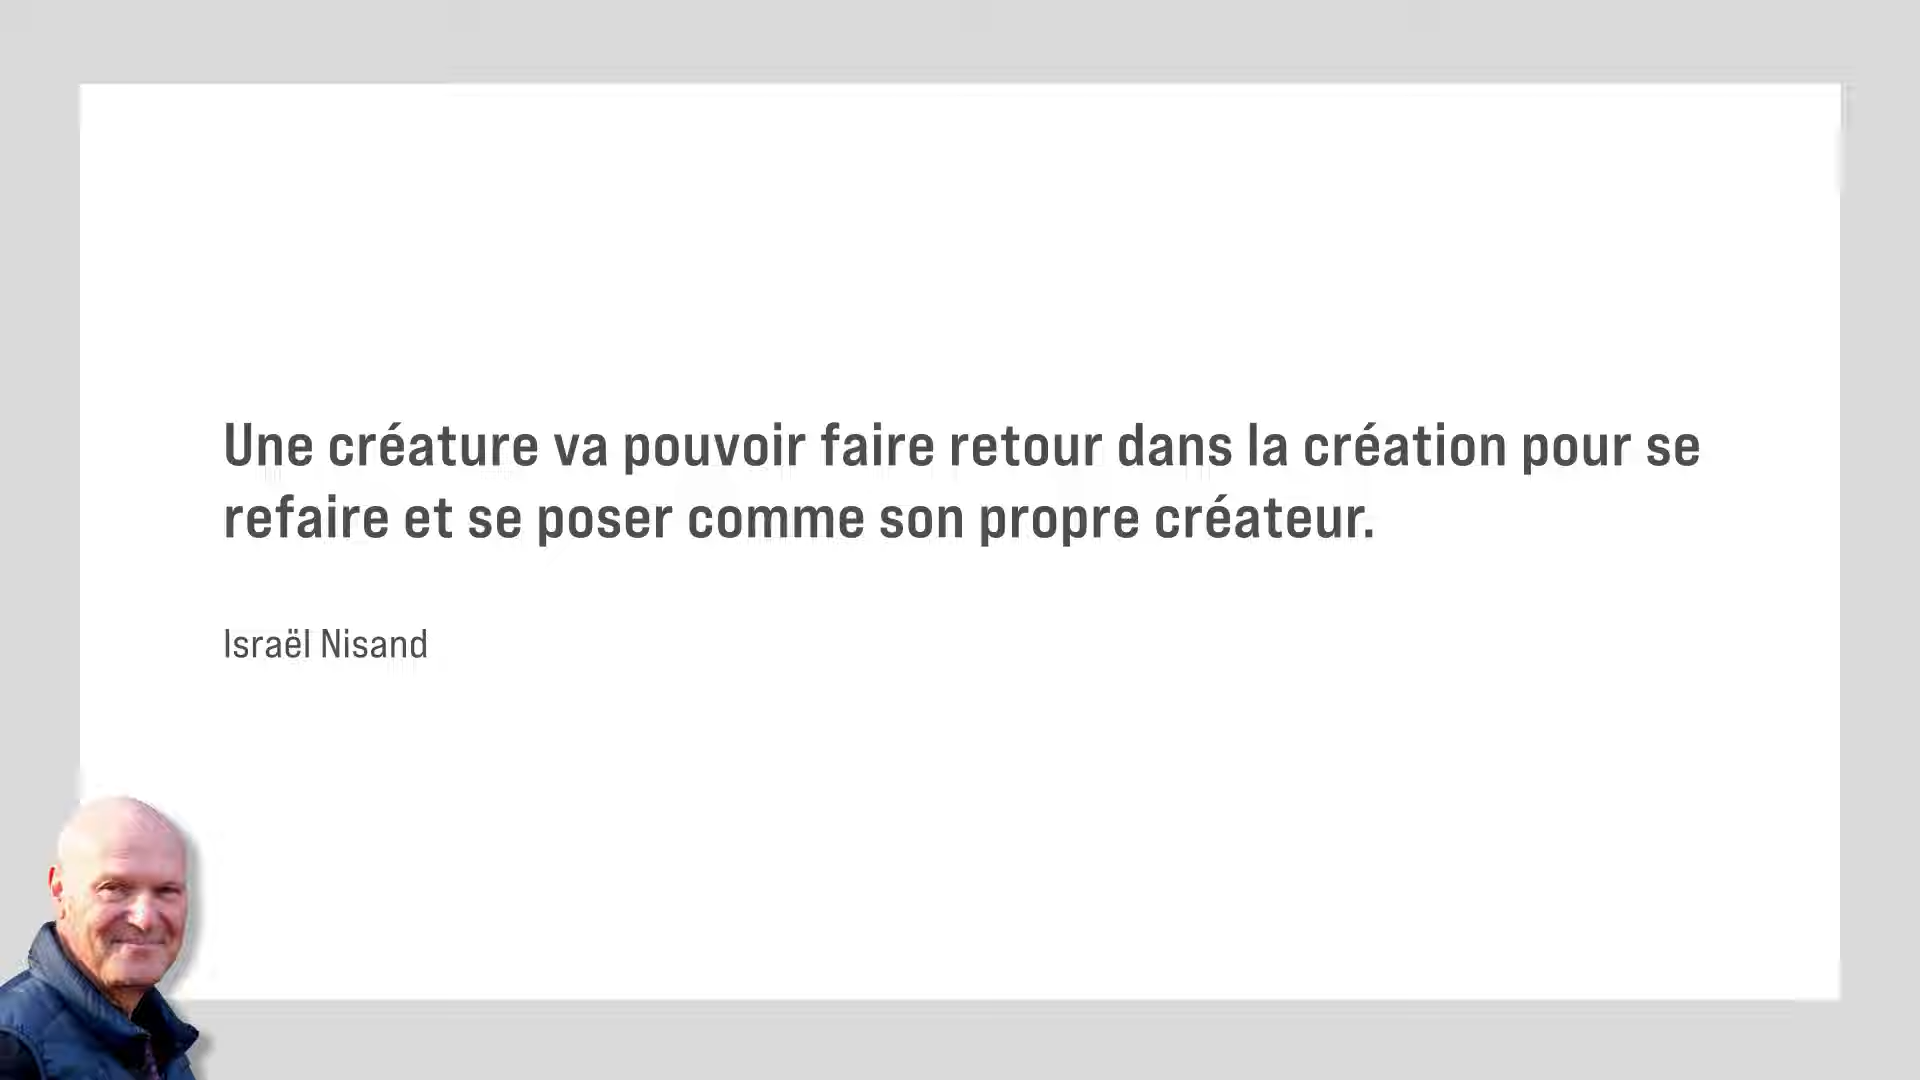 Une créature va pouvoir faire retour dans la création pour se
refaire et se poser comme son propre créateur.
Israël Nisand